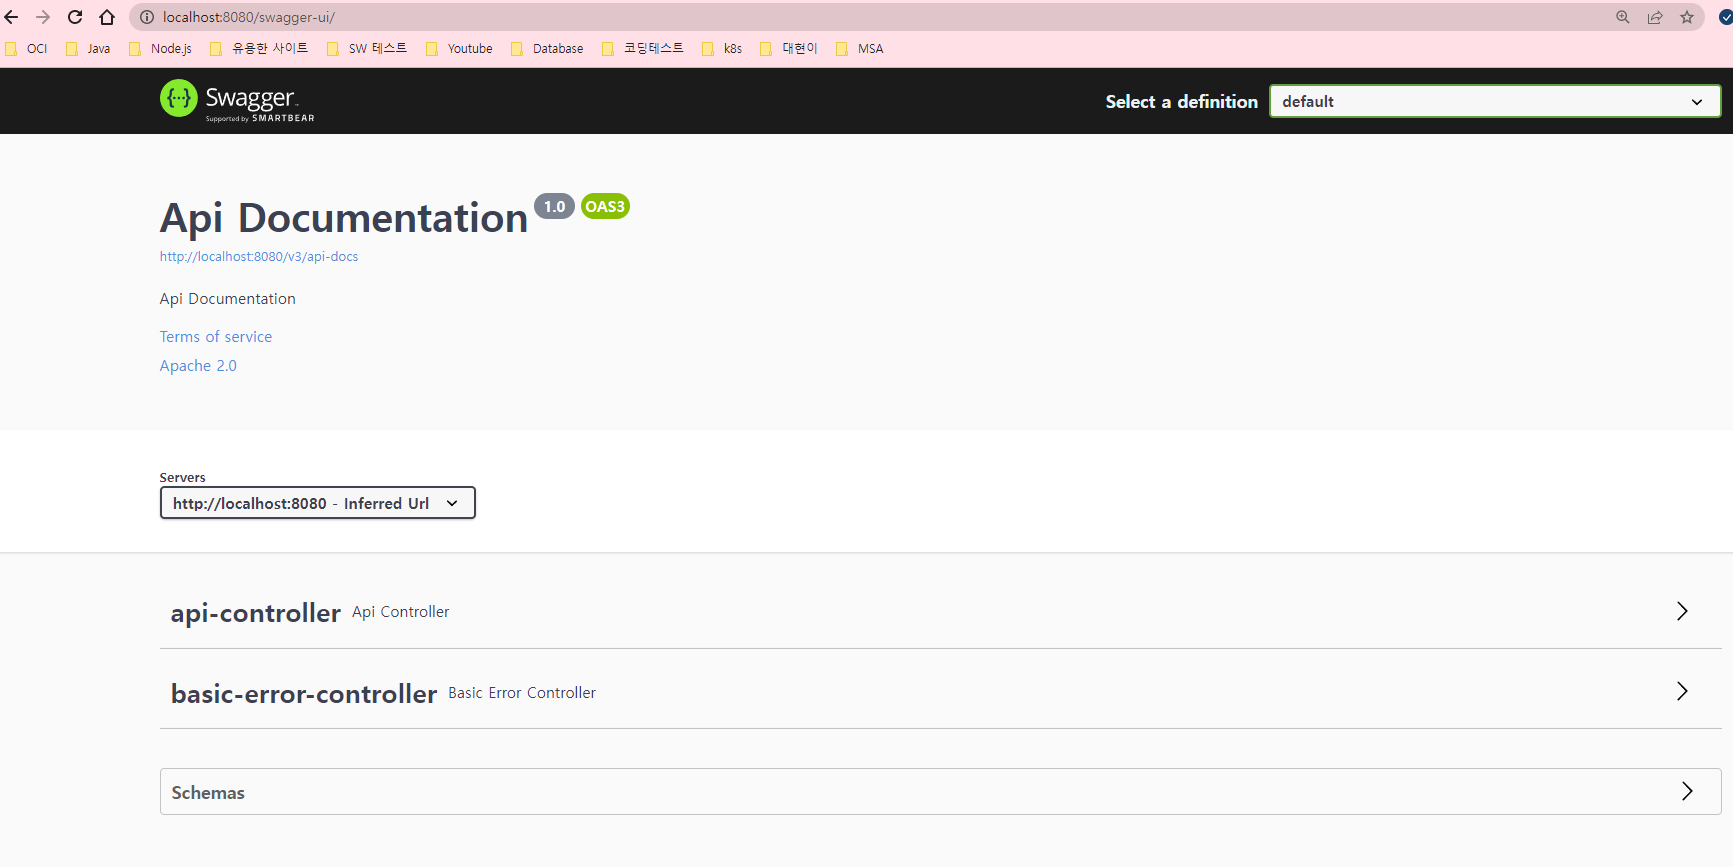 localhost:8080/swagger-ui/
OCI Java Node.js 유용한 사이트 SW 테스트 Youtube Database 코딩테스트 k8s 대현이 MSA
{···} Swagger™ Select a definition default
Supported by SMARTBEAR
Api Documentation 1.0 OAS3
http://localhost:8080/v3/api-docs
Api Documentation
Terms of service
Apache 2.0
Servers
http://localhost:8080 - Inferred Url
api-controller Api Controller
basic-error-controller Basic Error Controller
Schemas